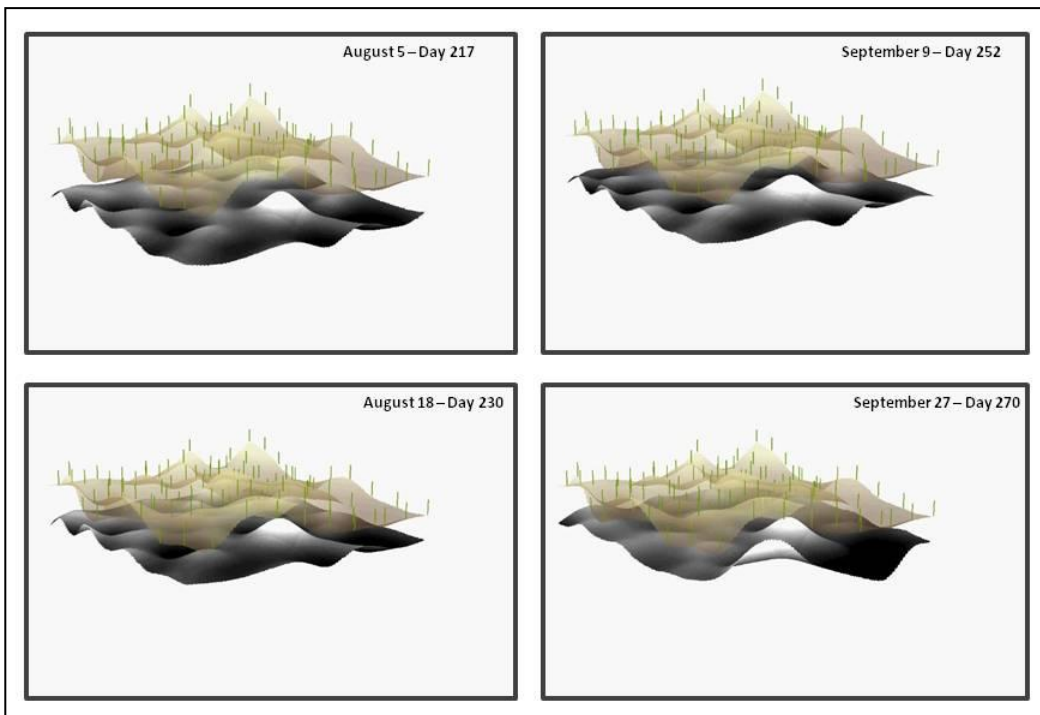 August 5 – Day 217
September 9 – Day 252
August 18 – Day 230
September 27 – Day 270